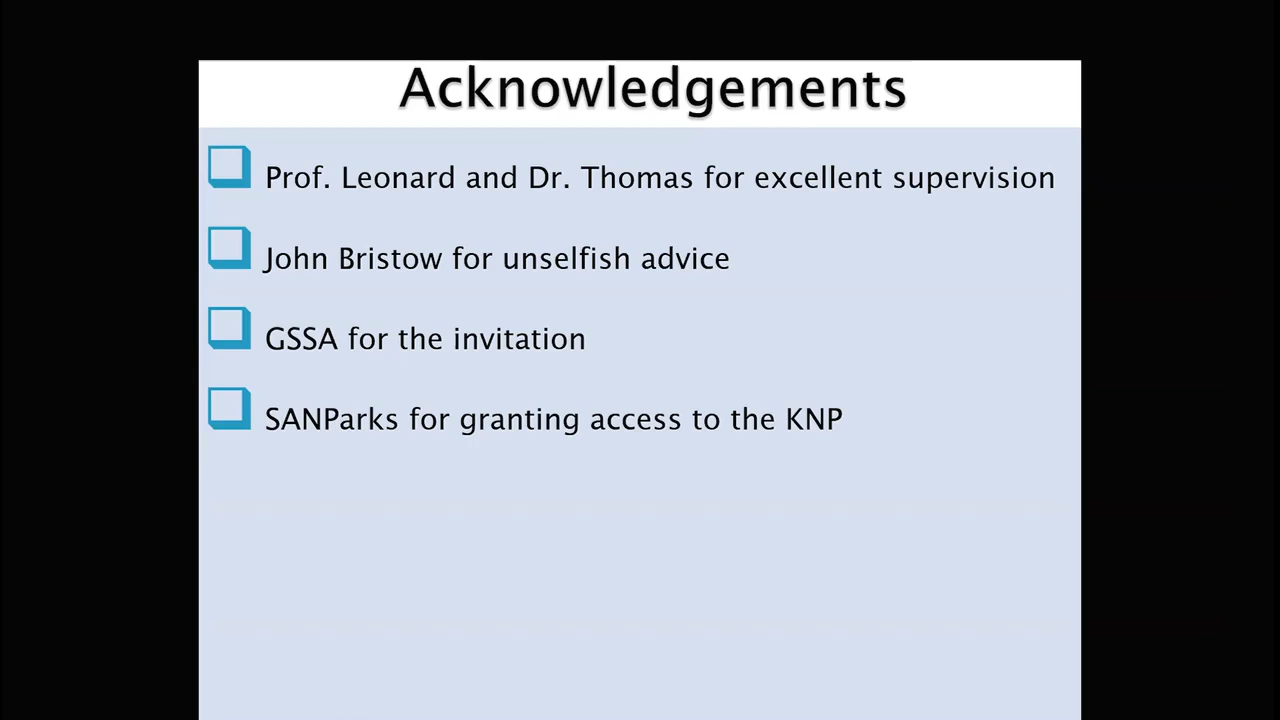 Acknowledgements
Prof. Leonard and Dr. Thomas for excellent supervision
John Bristow for unselfish advice
GSSA for the invitation
SANParks for granting access to the KNP